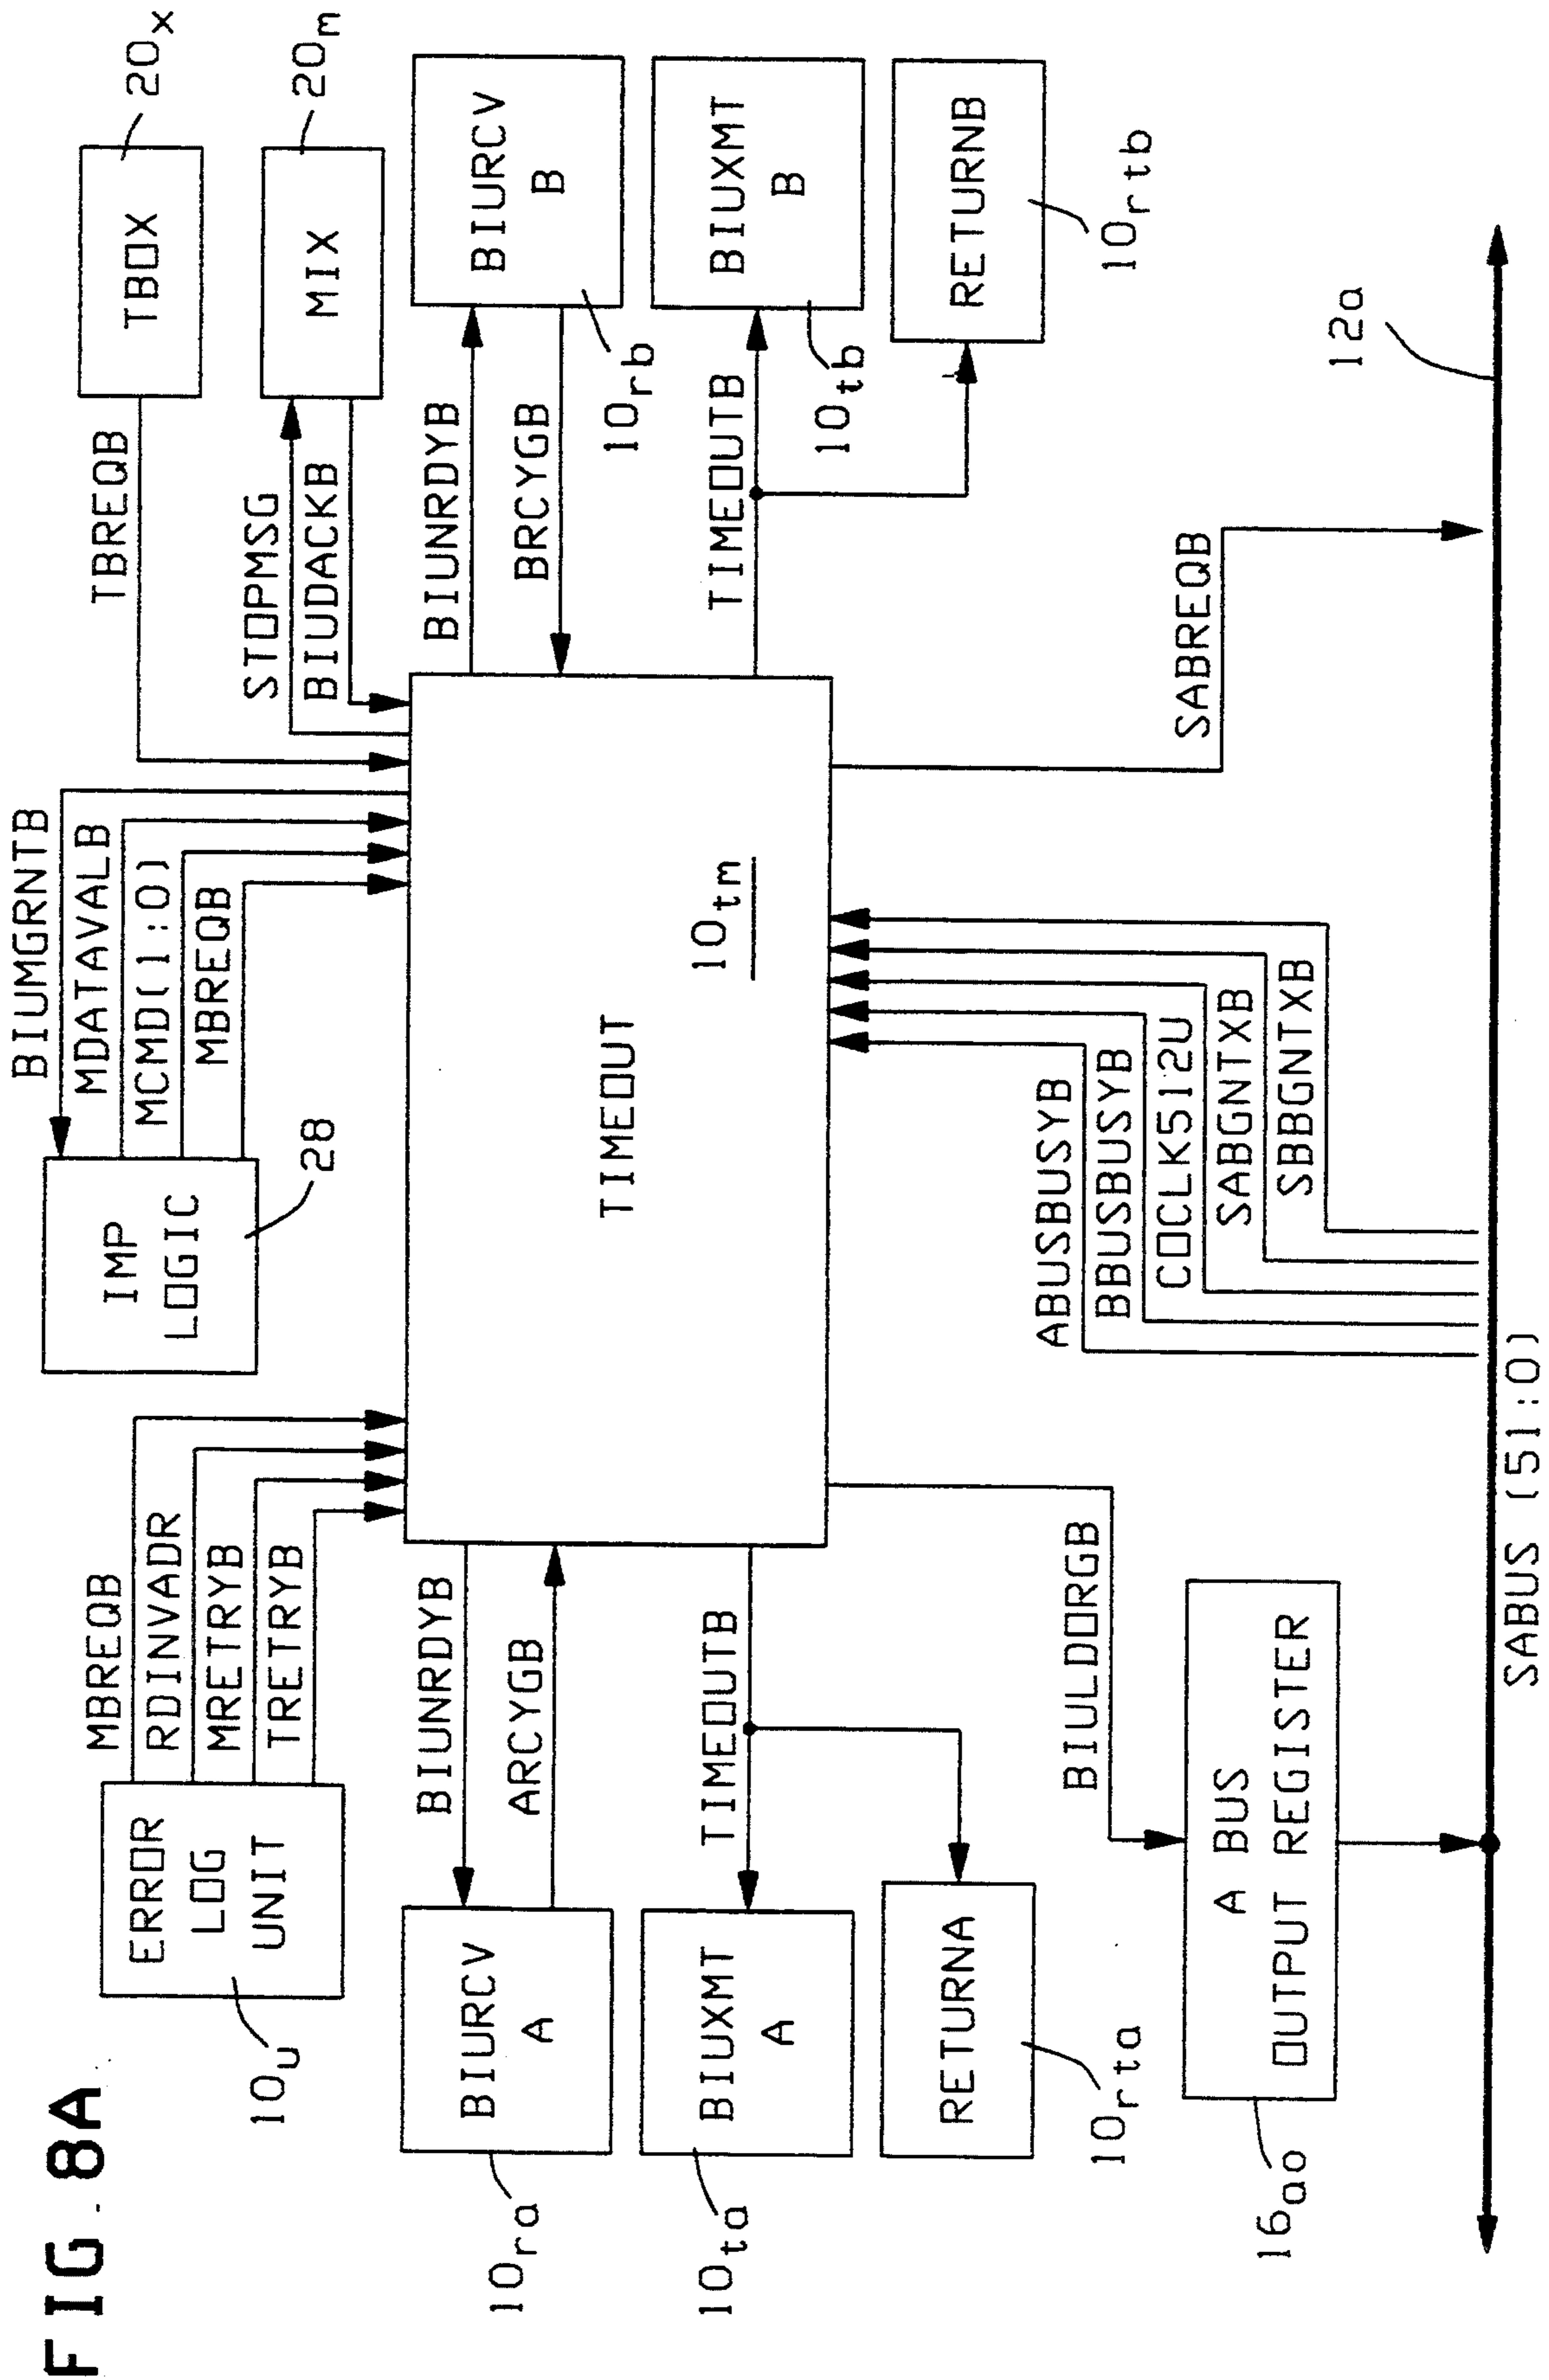 FIG. 8A
MBREQB
RDINVADR
MRETRYB
TRETRYB
ERROR
LOG
UNIT
10u
BIUMGRNTB
MDATAVALB
MCMD(1:0)
MBREQB
IMP
LOGIC
28
TBREQB
TBOX
20x
STOPMSG
BIUDACKB
MIX
20m
BIUNRDYB
ARCYGB
BIURCV
A
10ra
TIMEOUTB
BIUXMT
A
10ta
RETURNA
10rta
TIMEOUT
10tm
BIUNRDYB
BRCYGB
BIURCV
B
10rb
TIMEOUTB
BIUXMT
B
10tb
RETURNB
10rtb
BIULDORGB
A BUS
OUTPUT REGISTER
16ao
ABUSBUSYB
BBUSBUSYB
COCLK512U
SABGNTXB
SBBGNTXB
SABREQB
12a
SABUS (51:0)